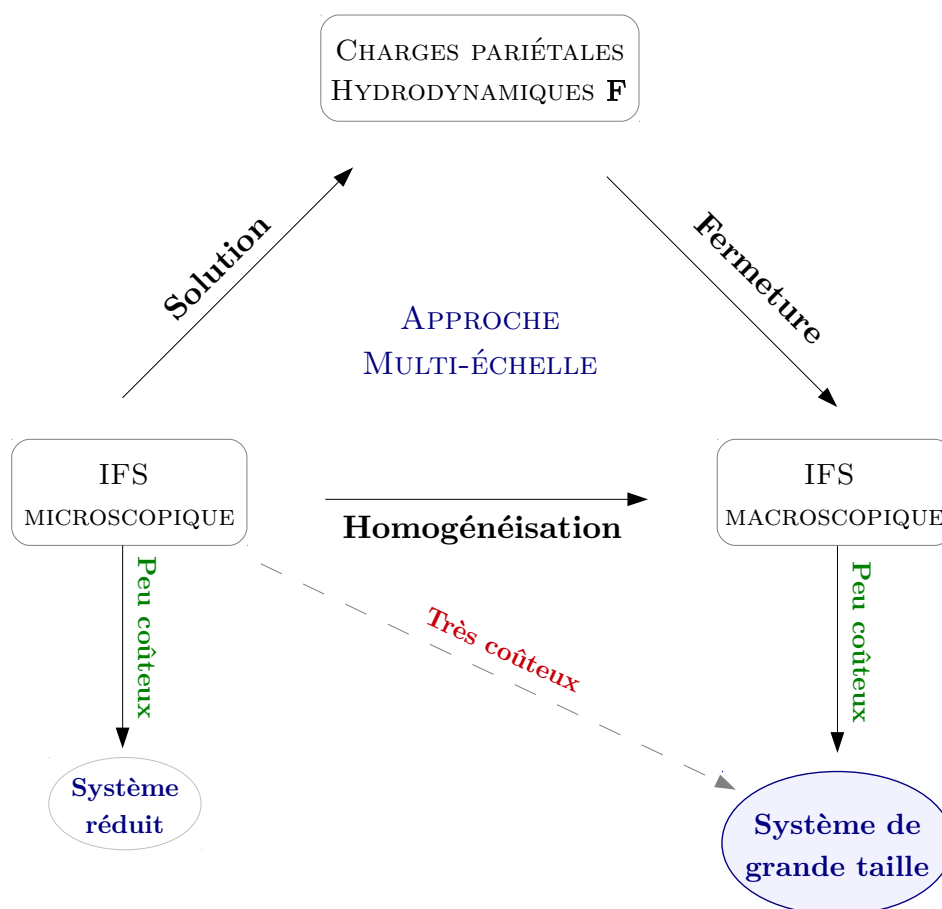 CHARGES PARIÉTALES
HYDRODYNAMIQUES F
Solution
Fermeture
APPROCHE
MULTI-ÉCHELLE
IFS
MICROSCOPIQUE
Homogénéisation
IFS
MACROSCOPIQUE
Peu coûteux
Très coûteux
Peu coûteux
Système
réduit
Système de
grande taille